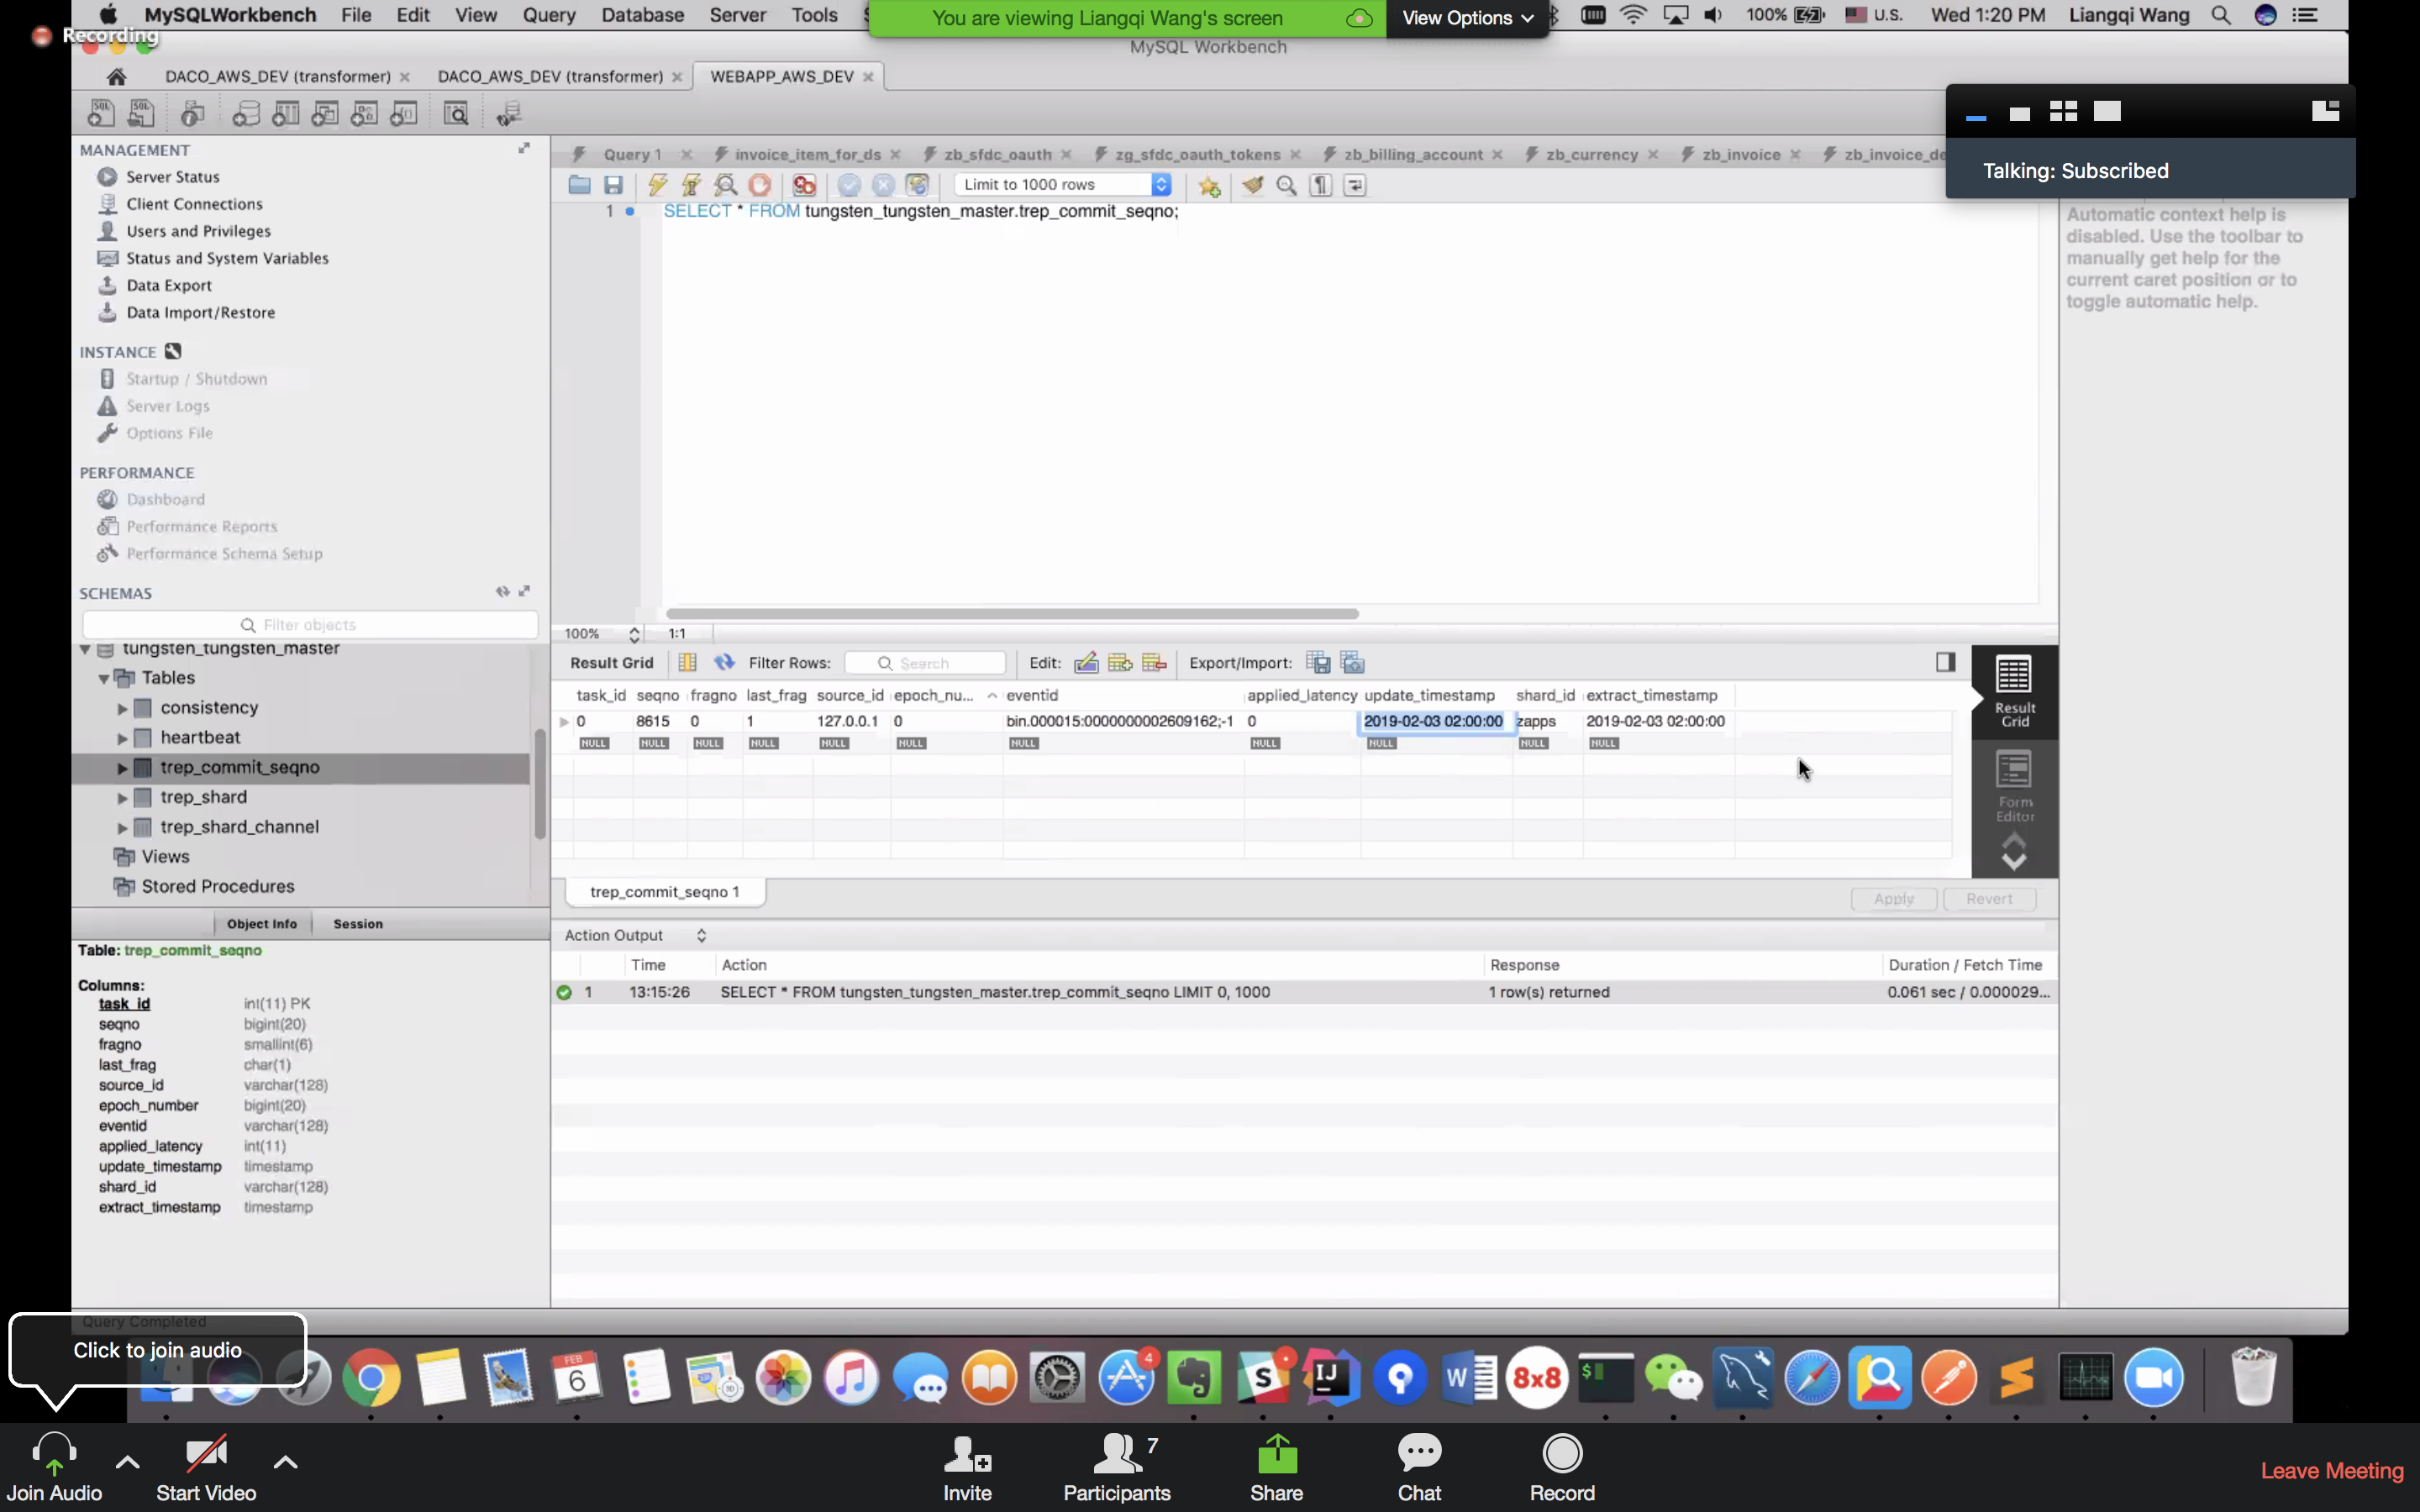 MySQLWorkbench File Edit View Query Database Server Tools
You are viewing Liangqi Wang's screen View Options
100% U.S. Wed 1:20 PM Liangqi Wang
Recording
MySQL Workbench
DACO_AWS_DEV (transformer) DACO_AWS_DEV (transformer) WEBAPP_AWS_DEV
Talking: Subscribed
MANAGEMENT
Server Status
Client Connections
Users and Privileges
Status and System Variables
Data Export
Data Import/Restore
INSTANCE
Startup / Shutdown
Server Logs
Options File
PERFORMANCE
Dashboard
Performance Reports
Performance Schema Setup
SCHEMAS
Filter objects
tungsten_tungsten_master
Tables
consistency
heartbeat
trep_commit_seqno
trep_shard
trep_shard_channel
Views
Stored Procedures
Object Info Session
Table: trep_commit_seqno
Columns:
task_id int(11) PK
seqno bigint(20)
fragno smallint(6)
last_frag char(1)
source_id varchar(128)
epoch_number bigint(20)
eventid varchar(128)
applied_latency int(11)
update_timestamp timestamp
shard_id varchar(128)
extract_timestamp timestamp
Query Completed
Query 1 invoice_item_for_ds zb_sfdc_oauth zg_sfdc_oauth_tokens zb_billing_account zb_currency zb_invoice zb_invoice_de
Limit to 1000 rows
1 SELECT * FROM tungsten_tungsten_master.trep_commit_seqno;
Automatic context help is
disabled. Use the toolbar to
manually get help for the
current caret position or to
toggle automatic help.
100% 1:1
Result Grid Filter Rows: Search Edit: Export/Import:
task_id seqno fragno last_frag source_id epoch_nu... eventid applied_latency update_timestamp shard_id extract_timestamp
0 8615 0 1 127.0.0.1 0 bin.000015:0000000002609162;-1 0 2019-02-03 02:00:00 zapps 2019-02-03 02:00:00
NULL NULL NULL NULL NULL NULL NULL NULL NULL NULL NULL
Result
Grid
Form
Editor
trep_commit_seqno 1 Apply Revert
Action Output
Time Action Response Duration / Fetch Time
1 13:15:26 SELECT * FROM tungsten_tungsten_master.trep_commit_seqno LIMIT 0, 1000 1 row(s) returned 0.061 sec / 0.000029...
Click to join audio
FEB
6
4
S
IJ
W
8x8
$
Join Audio Start Video Invite Participants 7 Share Chat Record Leave Meeting